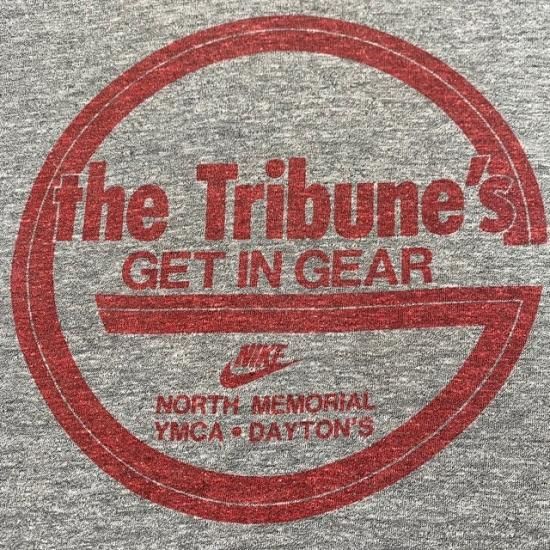 the Tribune's
GET IN GEAR
NIKE
NORTH MEMORIAL
YMCA • DAYTON'S